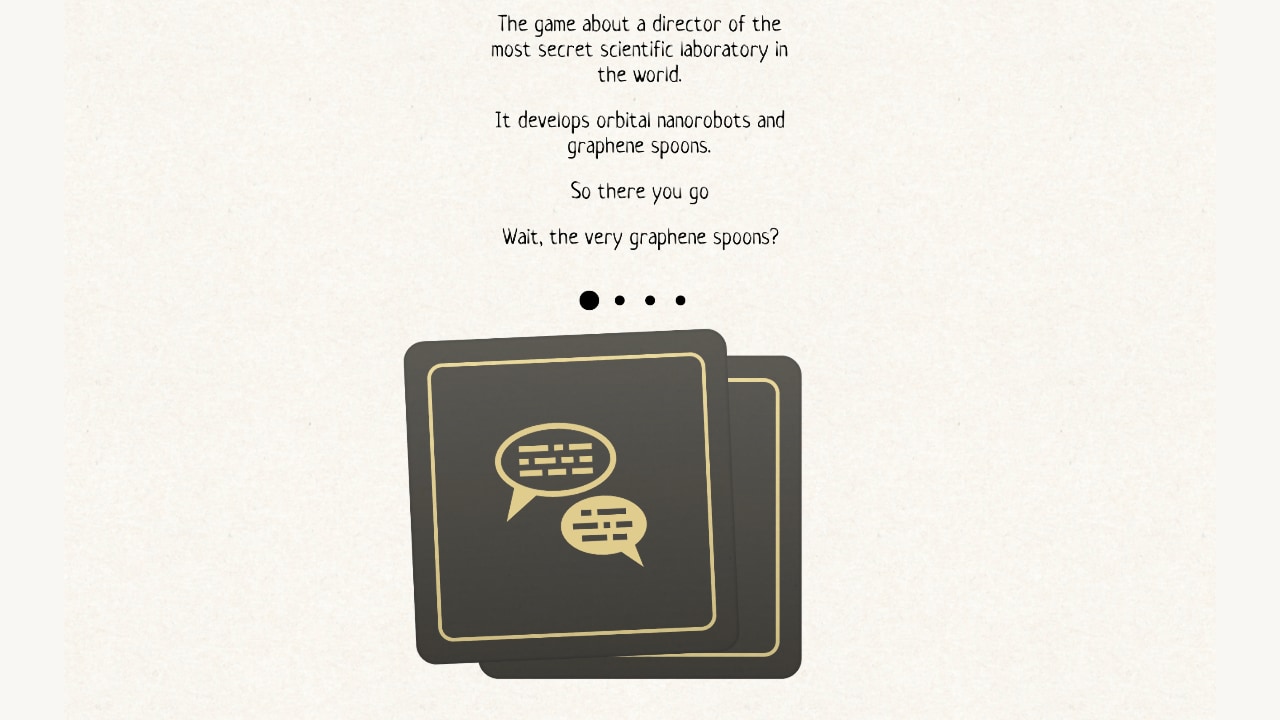 The game about a director of the
most secret scientific laboratory in
the world.
It develops orbital nanorobots and
graphene spoons.
So there you go
Wait, the very graphene spoons?